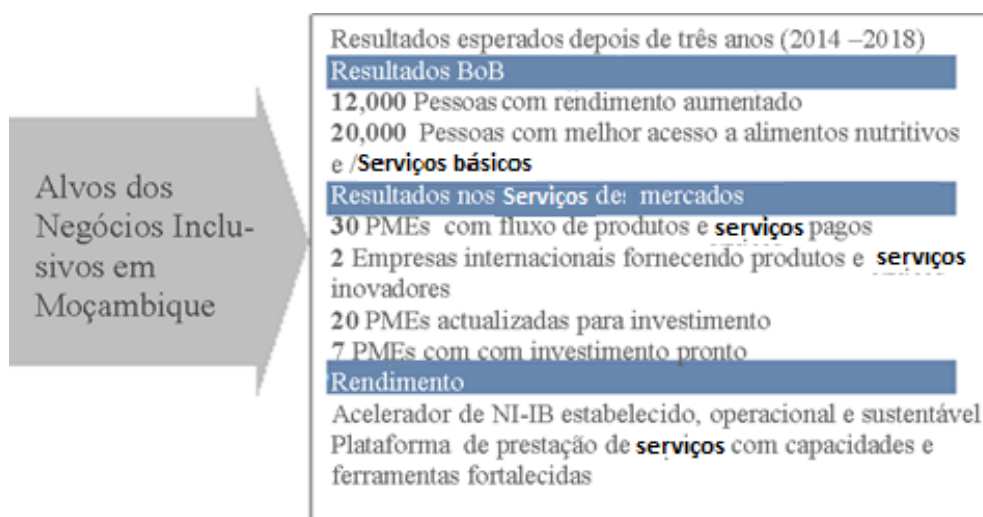 Alvos dos
Negócios Inclu-
sivos em
Moçambique
Resultados esperados depois de três anos (2014 –2018)
Resultados BoB
12,000 Pessoas com rendimento aumentado
20,000 Pessoas com melhor acesso a alimentos nutritivos
e /Serviços básicos
Resultados nos Serviços de: mercados
30 PMEs com fluxo de produtos e serviços pagos
2 Empresas internacionais fornecendo produtos e serviços
inovadores
20 PMEs actualizadas para investimento
7 PMEs com com investimento pronto
Rendimento
Acelerador de NI-IB estabelecido, operacional e sustentável
Plataforma de prestação de serviços com capacidades e
ferramentas fortalecidas